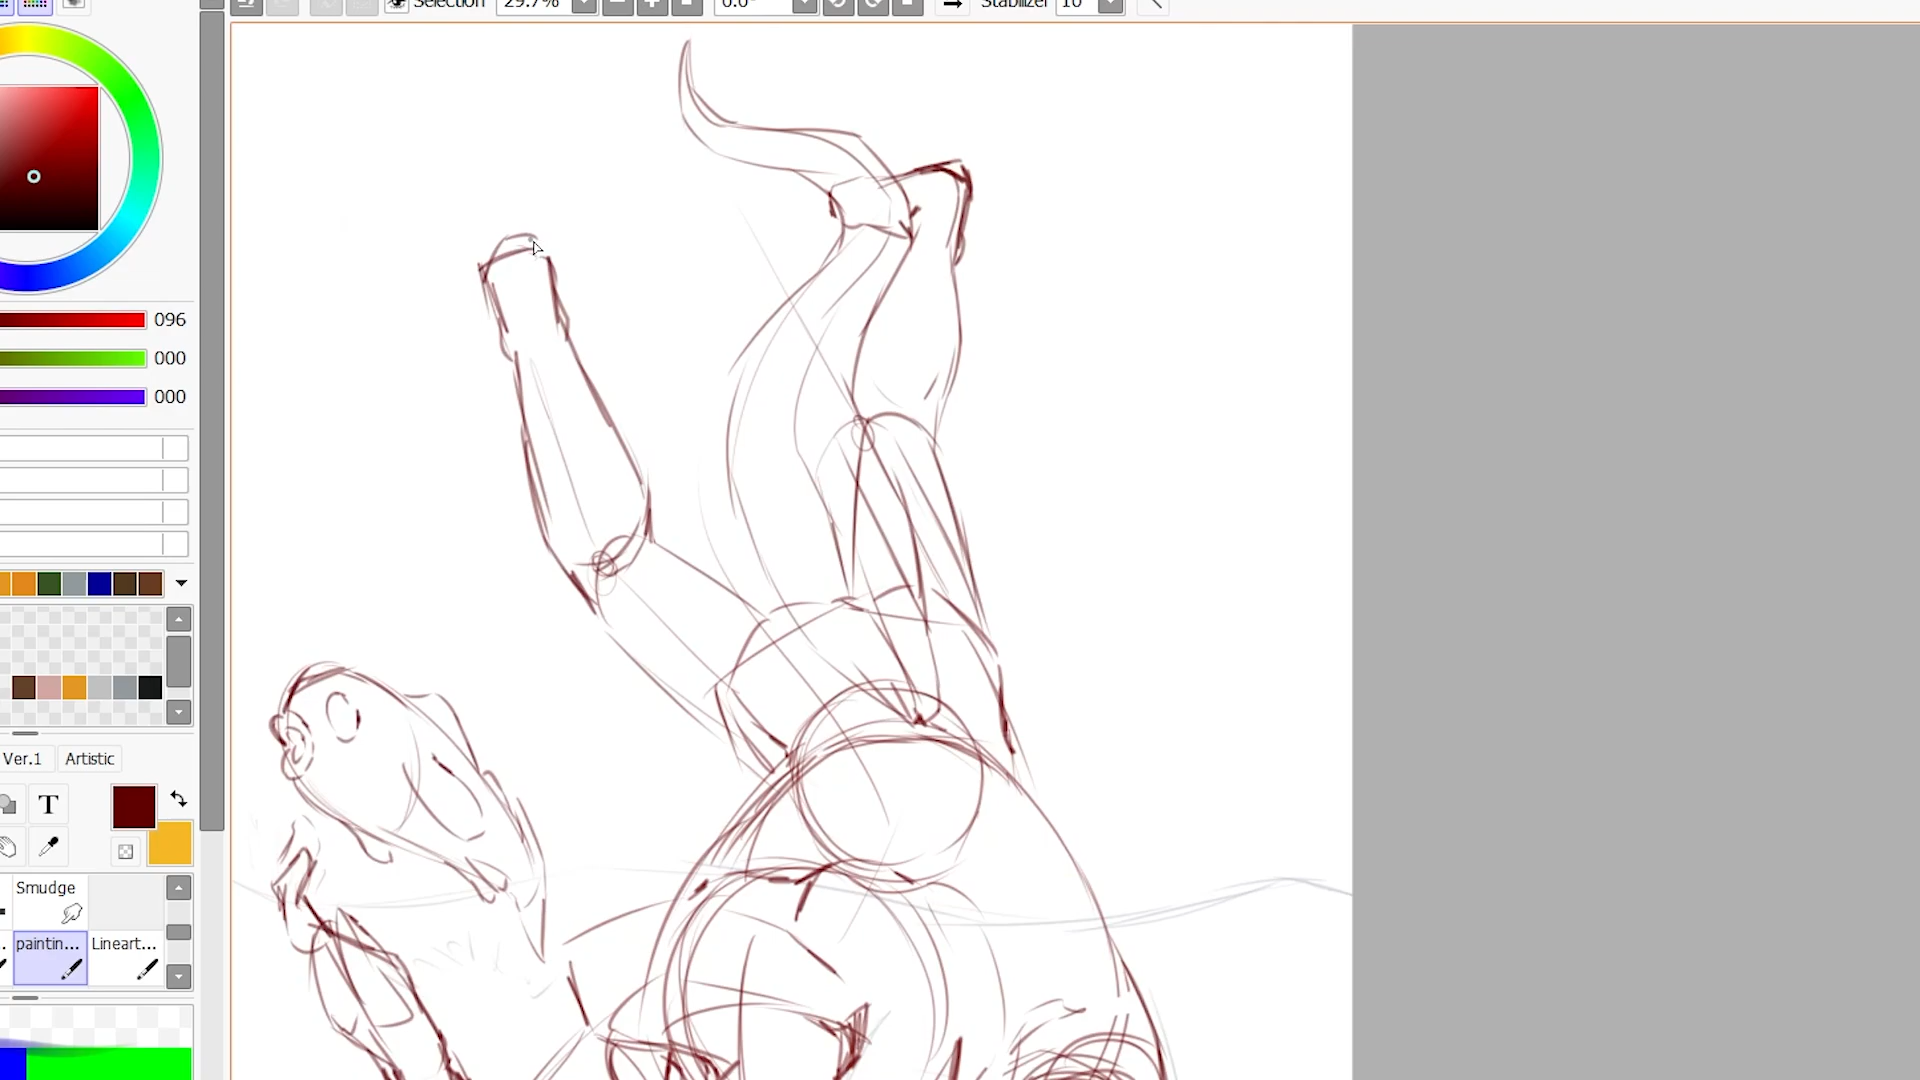 Selection 29.7% 0.0° Stabilizer 10
096
000
000
Ver.1 Artistic
T
Smudge
paintin... Lineart...